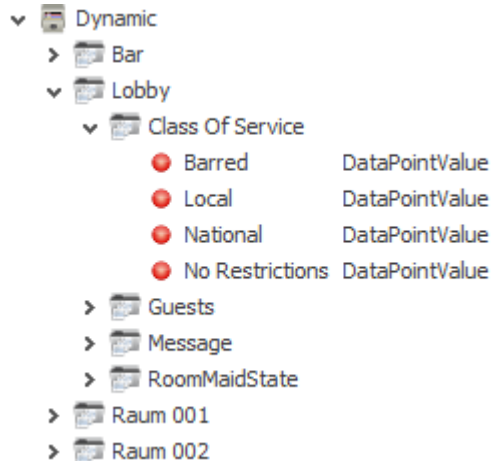 Dynamic
Bar
Lobby
Class Of Service
Barred DataPointValue
Local DataPointValue
National DataPointValue
No Restrictions DataPointValue
Guests
Message
RoomMaidState
Raum 001
Raum 002